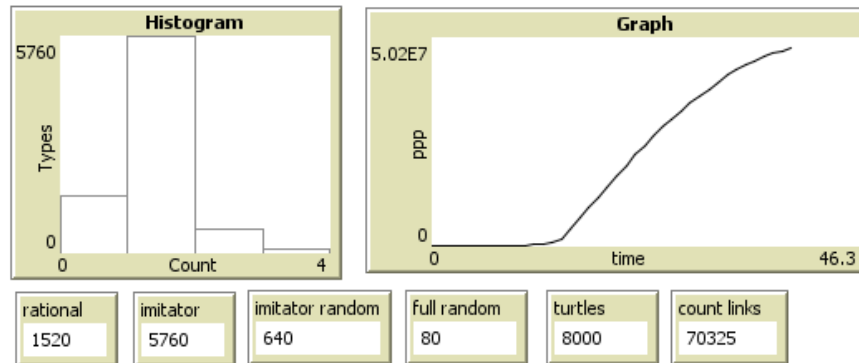 Histogram
5760
Types
0
0 Count 4
Graph
5.02E7
ppp
0
0 time 46.3
rational
1520
imitator
5760
imitator random
640
full random
80
turtles
8000
count links
70325